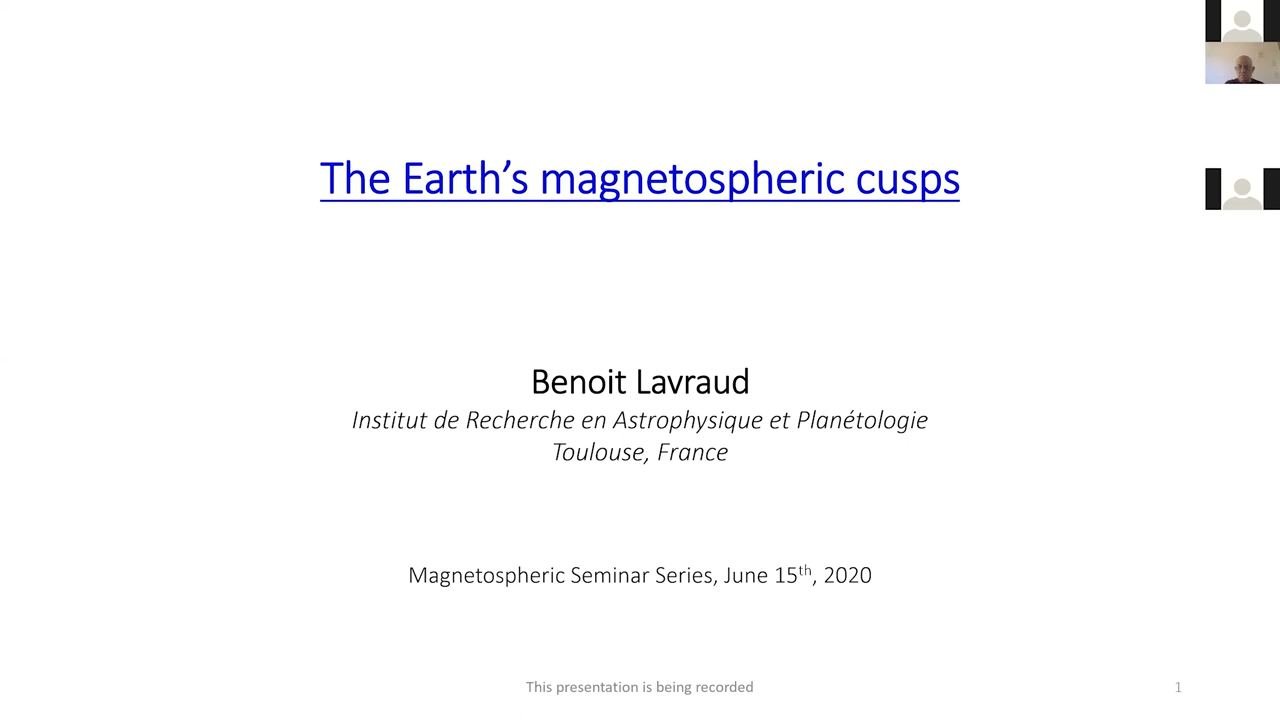 The Earth’s magnetospheric cusps
Benoit Lavraud
Institut de Recherche en Astrophysique et Planétologie
Toulouse, France
Magnetospheric Seminar Series, June 15th, 2020
This presentation is being recorded
1